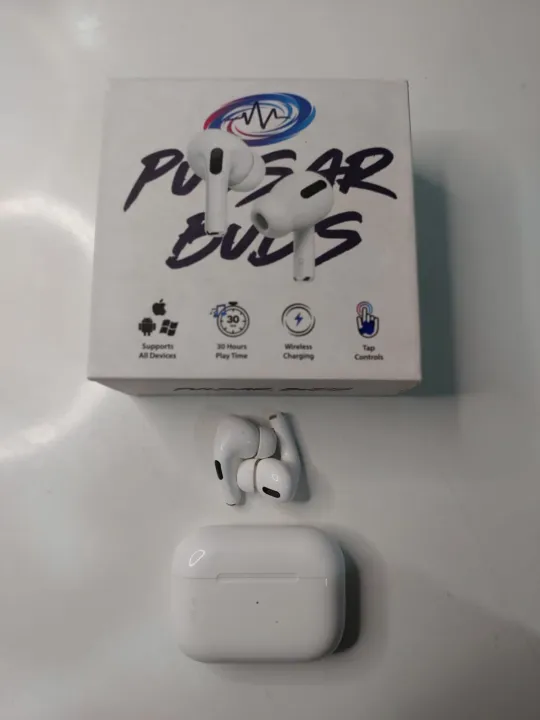 PULSAR
BUDS
30
Supports
All Devices
30 Hours
Play Time
Wireless
Charging
Tap
Controls